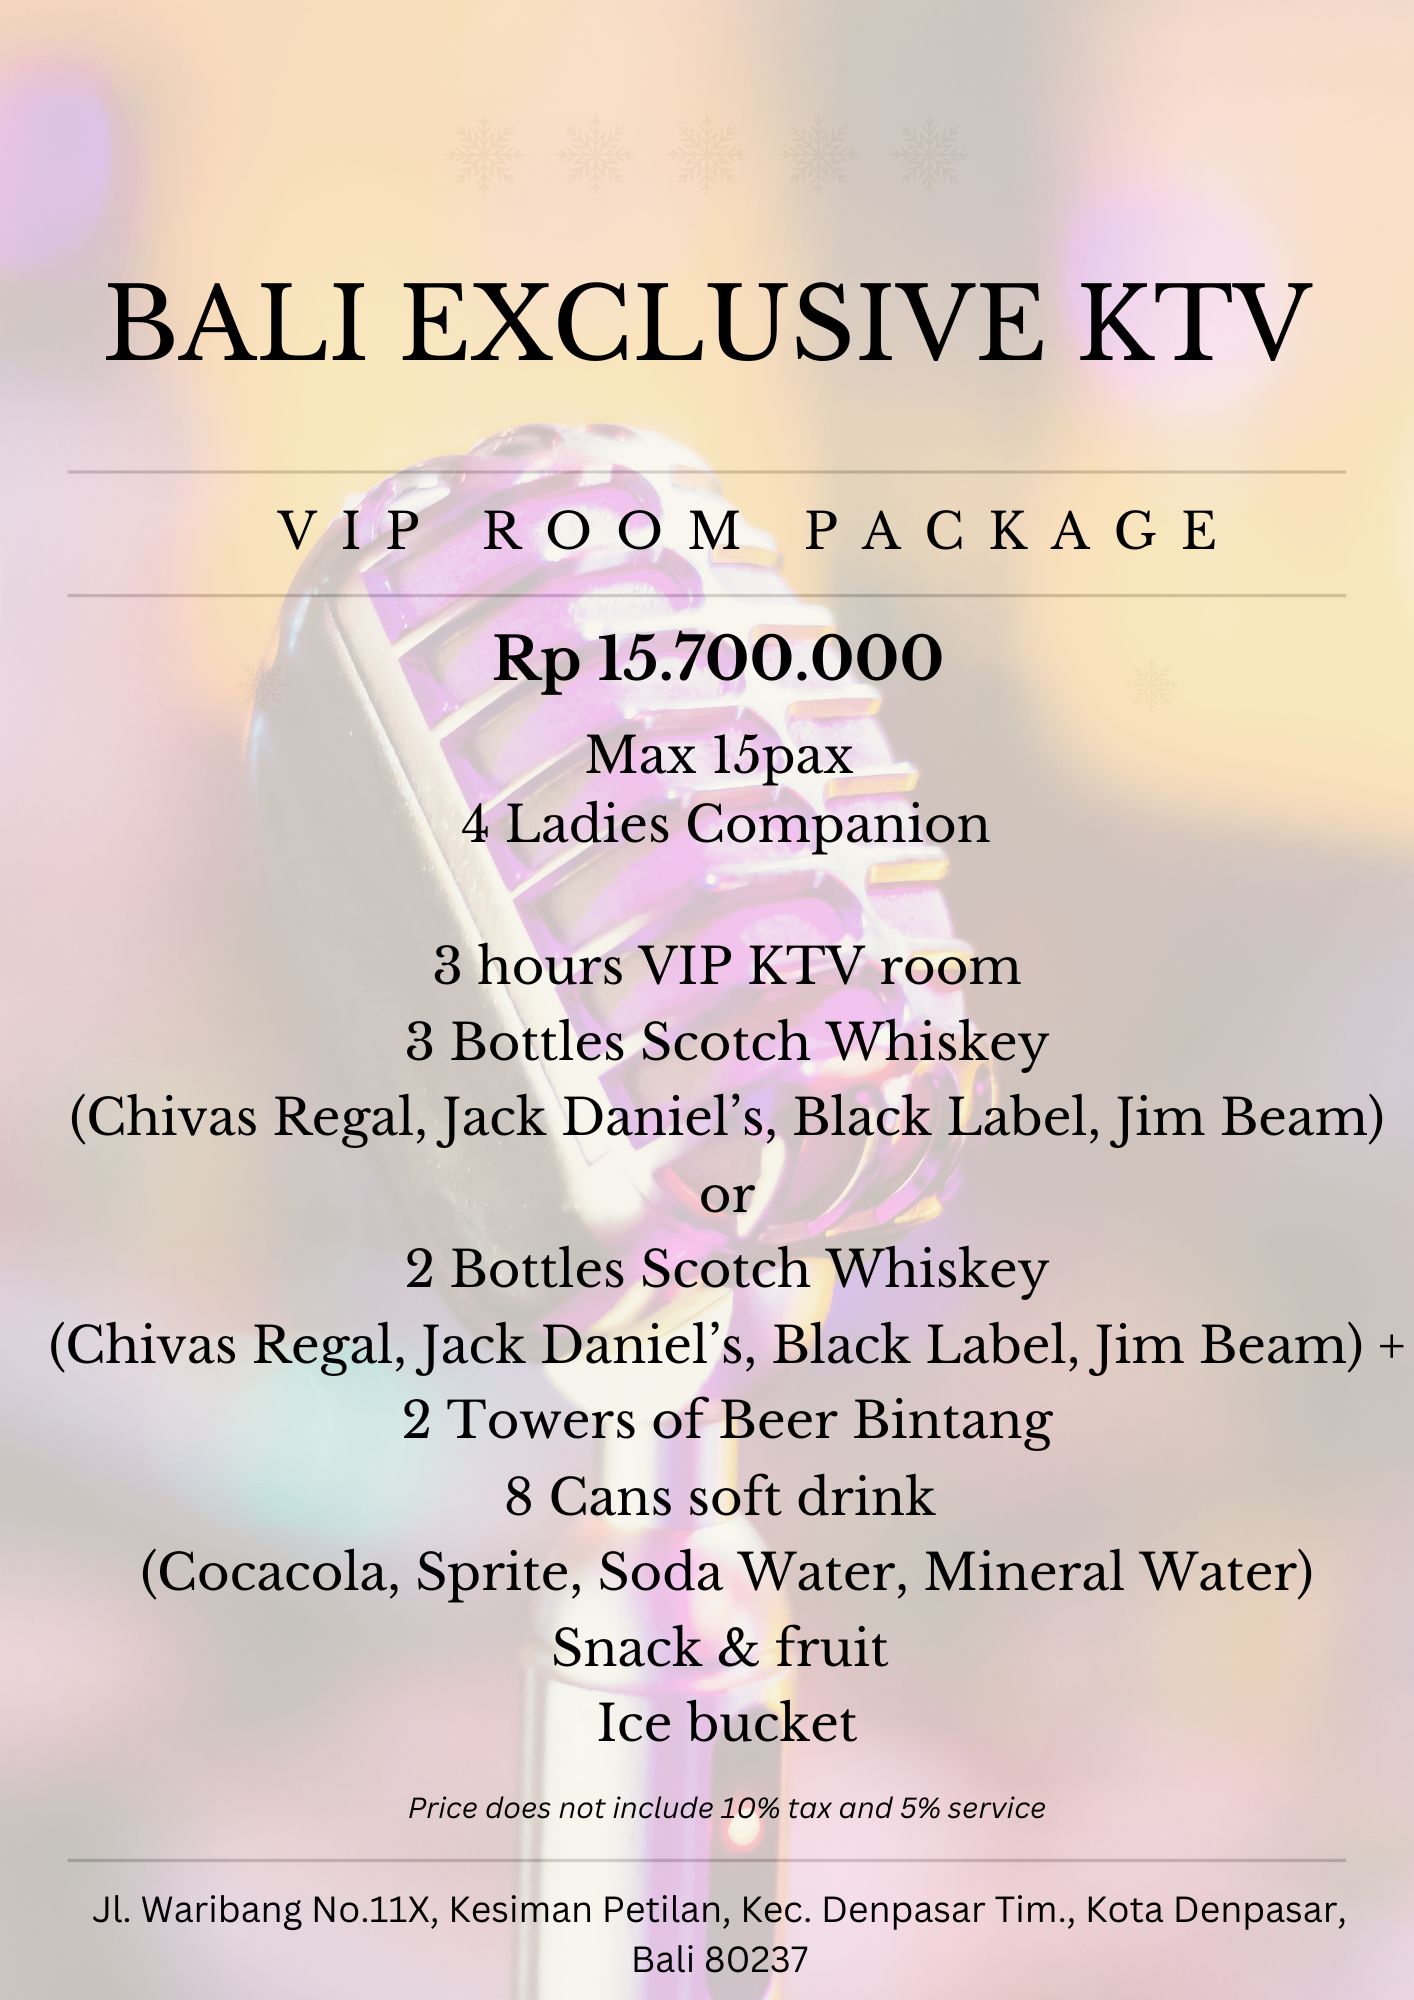 BALI EXCLUSIVE KTV
VIP ROOM PACKAGE
Rp 15.700.000
Max 15pax
4 Ladies Companion
3 hours VIP KTV room
3 Bottles Scotch Whiskey
(Chivas Regal, Jack Daniel’s, Black Label, Jim Beam)
or
2 Bottles Scotch Whiskey
(Chivas Regal, Jack Daniel’s, Black Label, Jim Beam) +
2 Towers of Beer Bintang
8 Cans soft drink
(Cocacola, Sprite, Soda Water, Mineral Water)
Snack & fruit
Ice bucket
Price does not include 10% tax and 5% service
Jl. Waribang No.11X, Kesiman Petilan, Kec. Denpasar Tim., Kota Denpasar,
Bali 80237